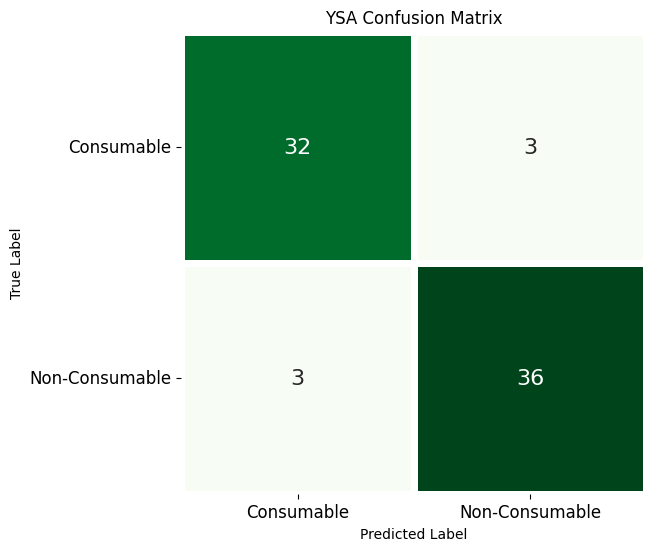 YSA Confusion Matrix
Consumable
32
3
True Label
Non-Consumable
3
36
Consumable
Non-Consumable
Predicted Label